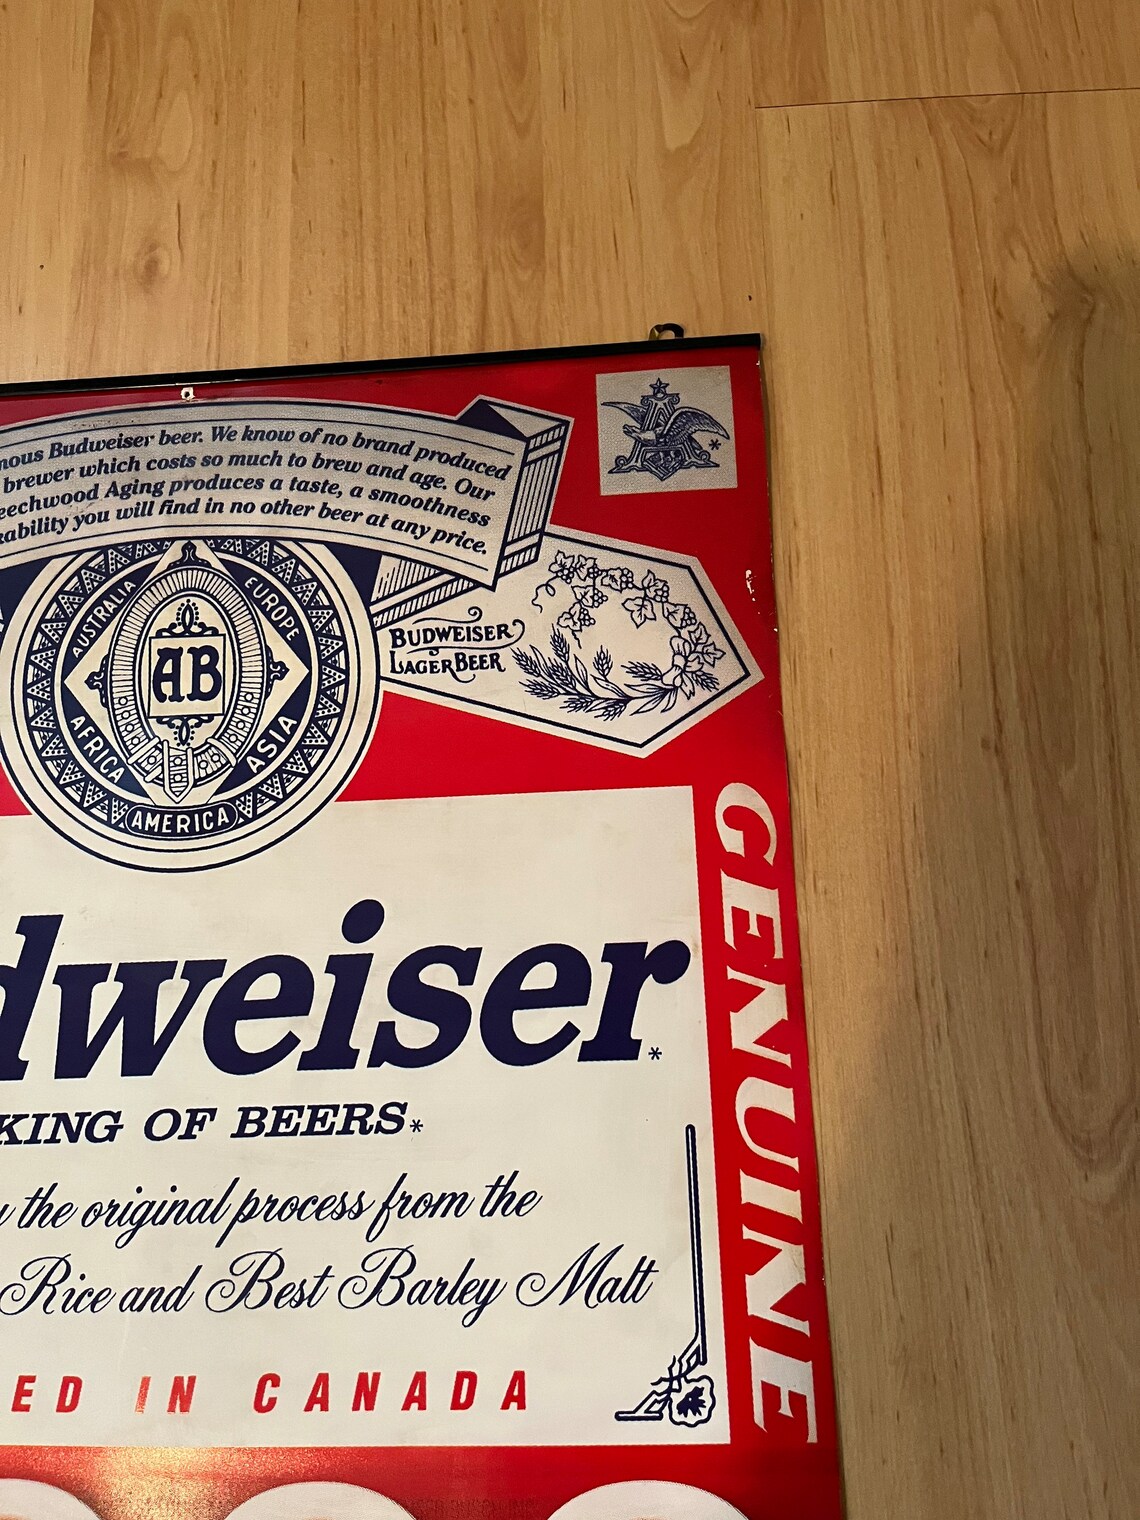 nous Budweiser beer. We know of no brand produced
brewer which costs so much to brew and age. Our
eechwood Aging produces a taste, a smoothness
kability you will find in no other beer at any price.
AUSTRALIA
EUROPE
AB
AFRICA
ASIA
AMERICA
BUDWEISER
LAGER BEER
A
*
GENUINE
dweiser*
KING OF BEERS*
the original process from the
Rice and Best Barley Malt
ED IN CANADA